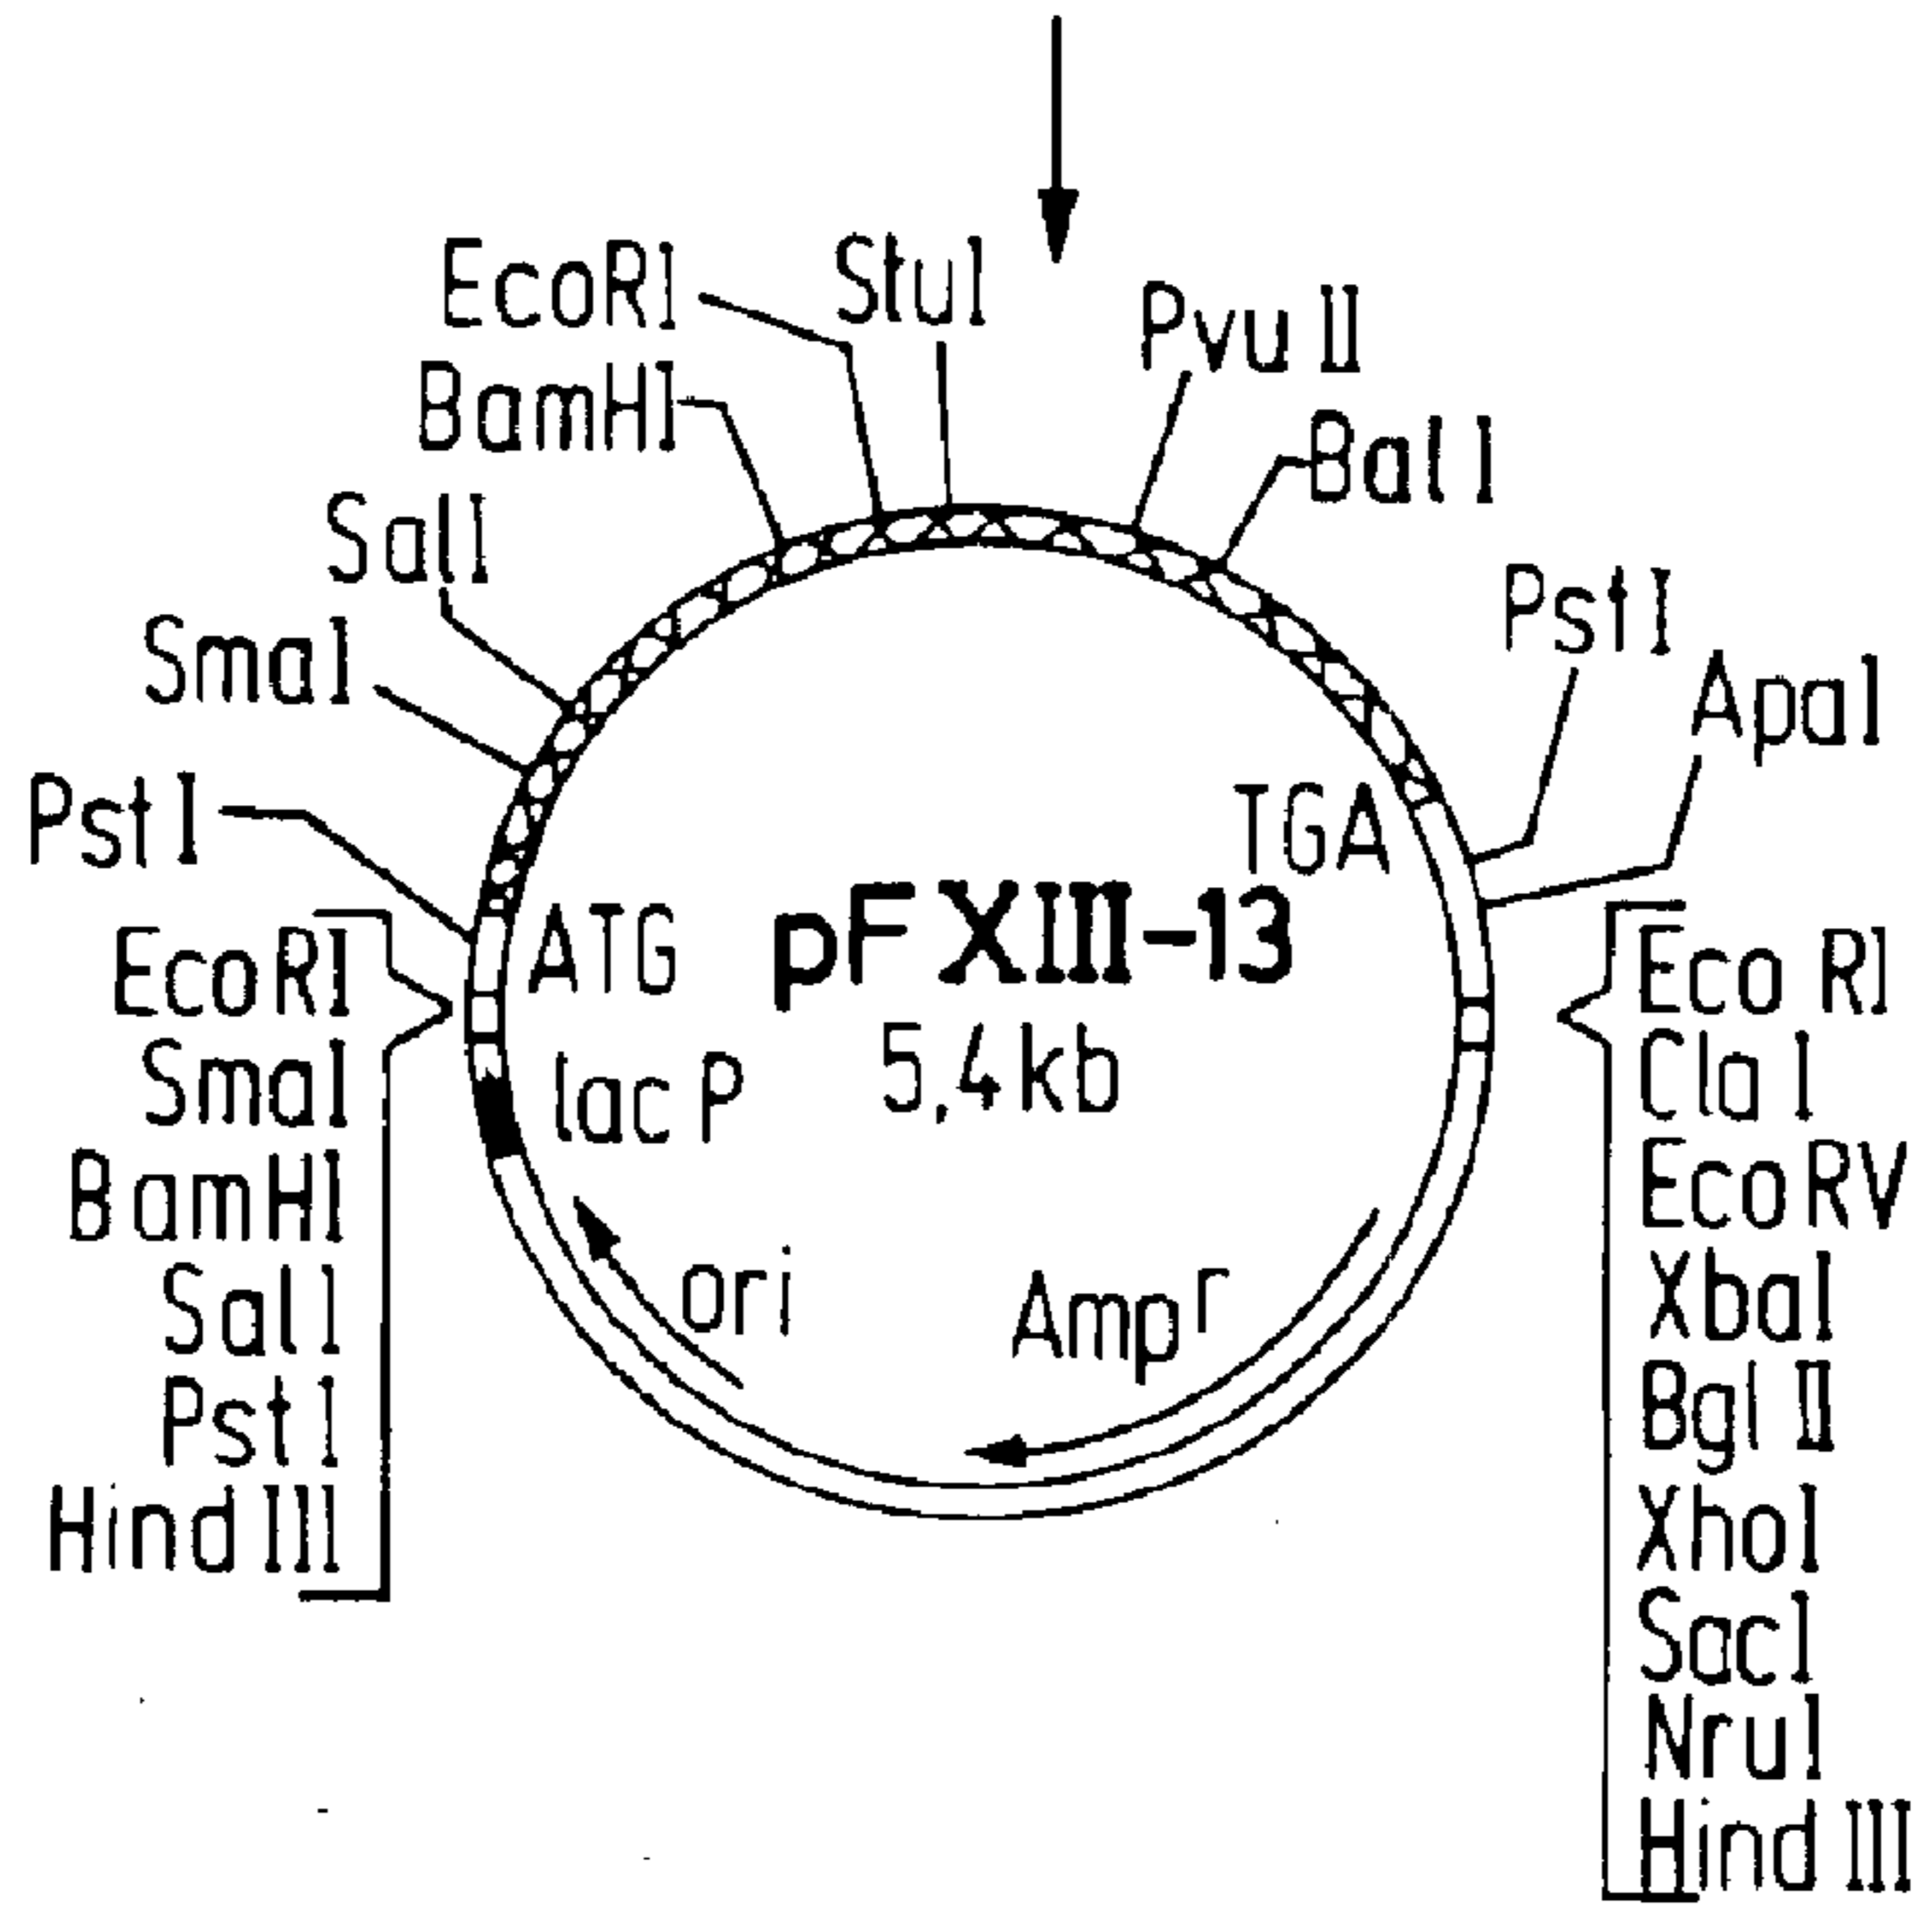 EcoRI
StuI
PvuII
BamHI
BalI
SalI
PstI
SmaI
ApaI
PstI
TGA
ATG
pFXIII-13
5,4kb
lac P
EcoRI
SmaI
BamHI
SalI
PstI
HindIII
EcoRI
ClaI
EcoRV
XbaI
BglII
XhoI
SacI
NruI
HindIII
ori
Ampʳ